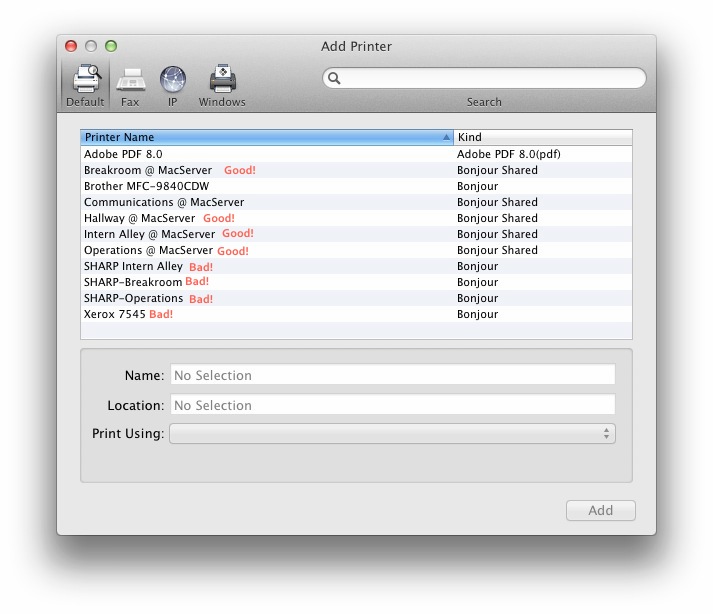 Add Printer
Default Fax IP Windows Search
Printer Name Kind
Adobe PDF 8.0 Adobe PDF 8.0(pdf)
Breakroom @ MacServer Good! Bonjour Shared
Brother MFC-9840CDW Bonjour
Communications @ MacServer Bonjour Shared
Hallway @ MacServer Good! Bonjour Shared
Intern Alley @ MacServer Good! Bonjour Shared
Operations @ MacServer Good! Bonjour Shared
SHARP Intern Alley Bad! Bonjour
SHARP-Breakroom Bad! Bonjour
SHARP-Operations Bad! Bonjour
Xerox 7545 Bad! Bonjour
Name: No Selection
Location: No Selection
Print Using:
Add